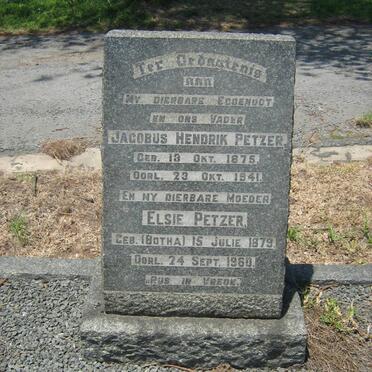 Ter Gedagtenis
aan
My dierbare Eggenoot
en ons Vader
Jacobus Hendrik Petzer
Geb. 13 Okt. 1875.
Oorl. 23 Okt. 1941.
En my dierbare Moeder
Elsie Petzer
Geb. (Botha) 15 Julie 1879.
Oorl. 24 Sept. 1960.
"Rus in Vrede."